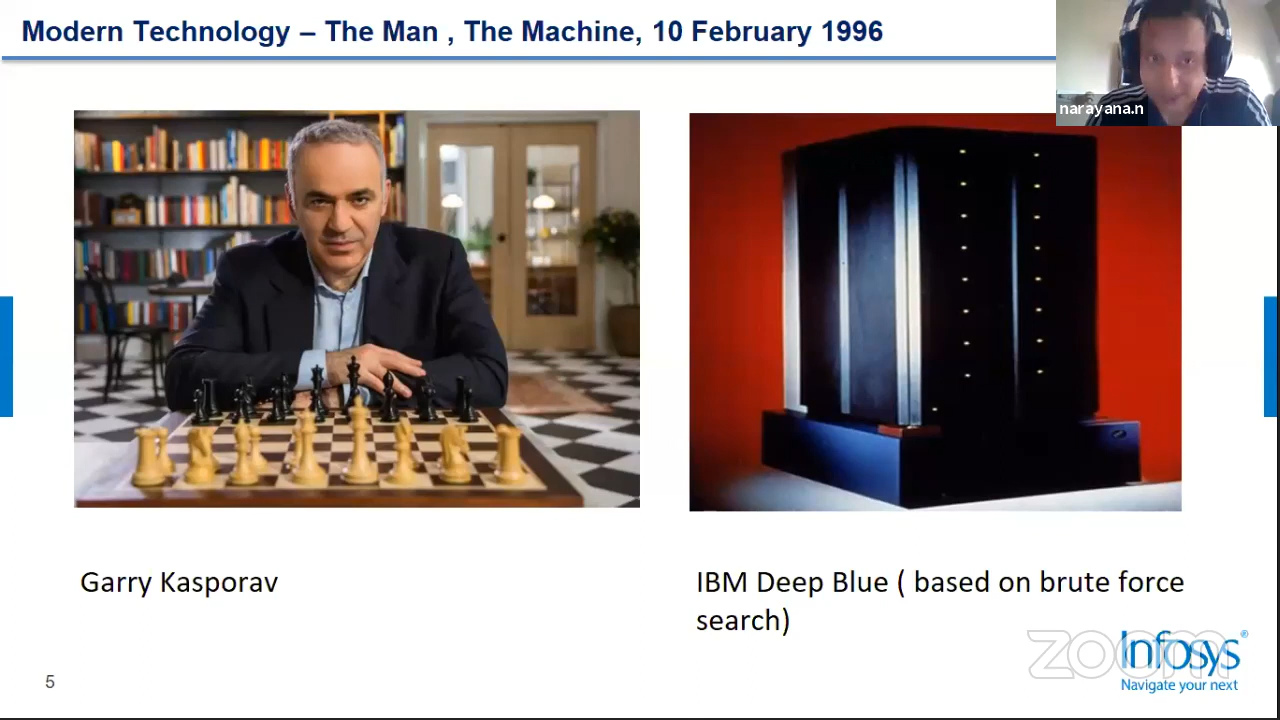 Modern Technology – The Man , The Machine, 10 February 1996
narayana.n
Garry Kasporav
IBM Deep Blue ( based on brute force
search)
zoom
Infosys®
Navigate your next
5